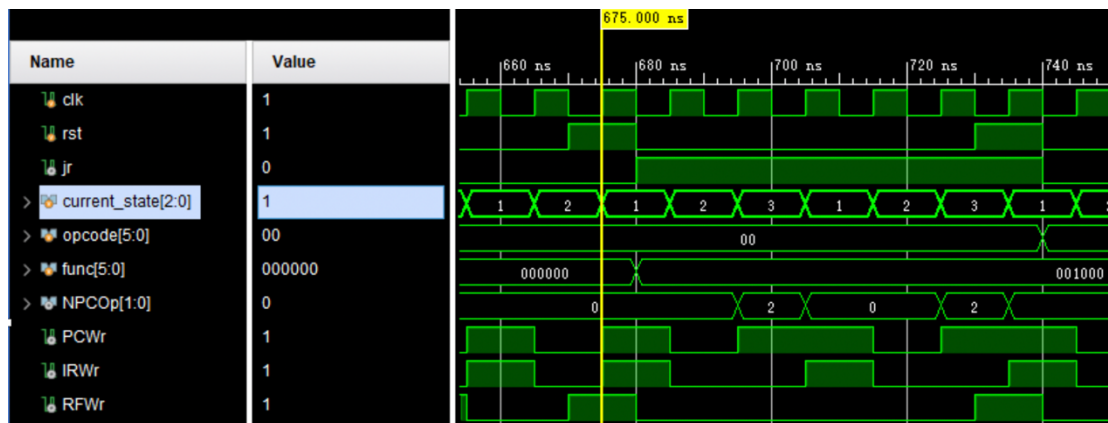 675.000 ns
Name Value
660 ns 680 ns 700 ns 720 ns 740 ns
clk 1
rst 1
jr 0
current_state[2:0] 1 1 2 1 2 3 1 2 3 1
opcode[5:0] 00 00
func[5:0] 000000 000000 001000
NPCOp[1:0] 0 0 2 0 2
PCWr 1
IRWr 1
RFWr 1